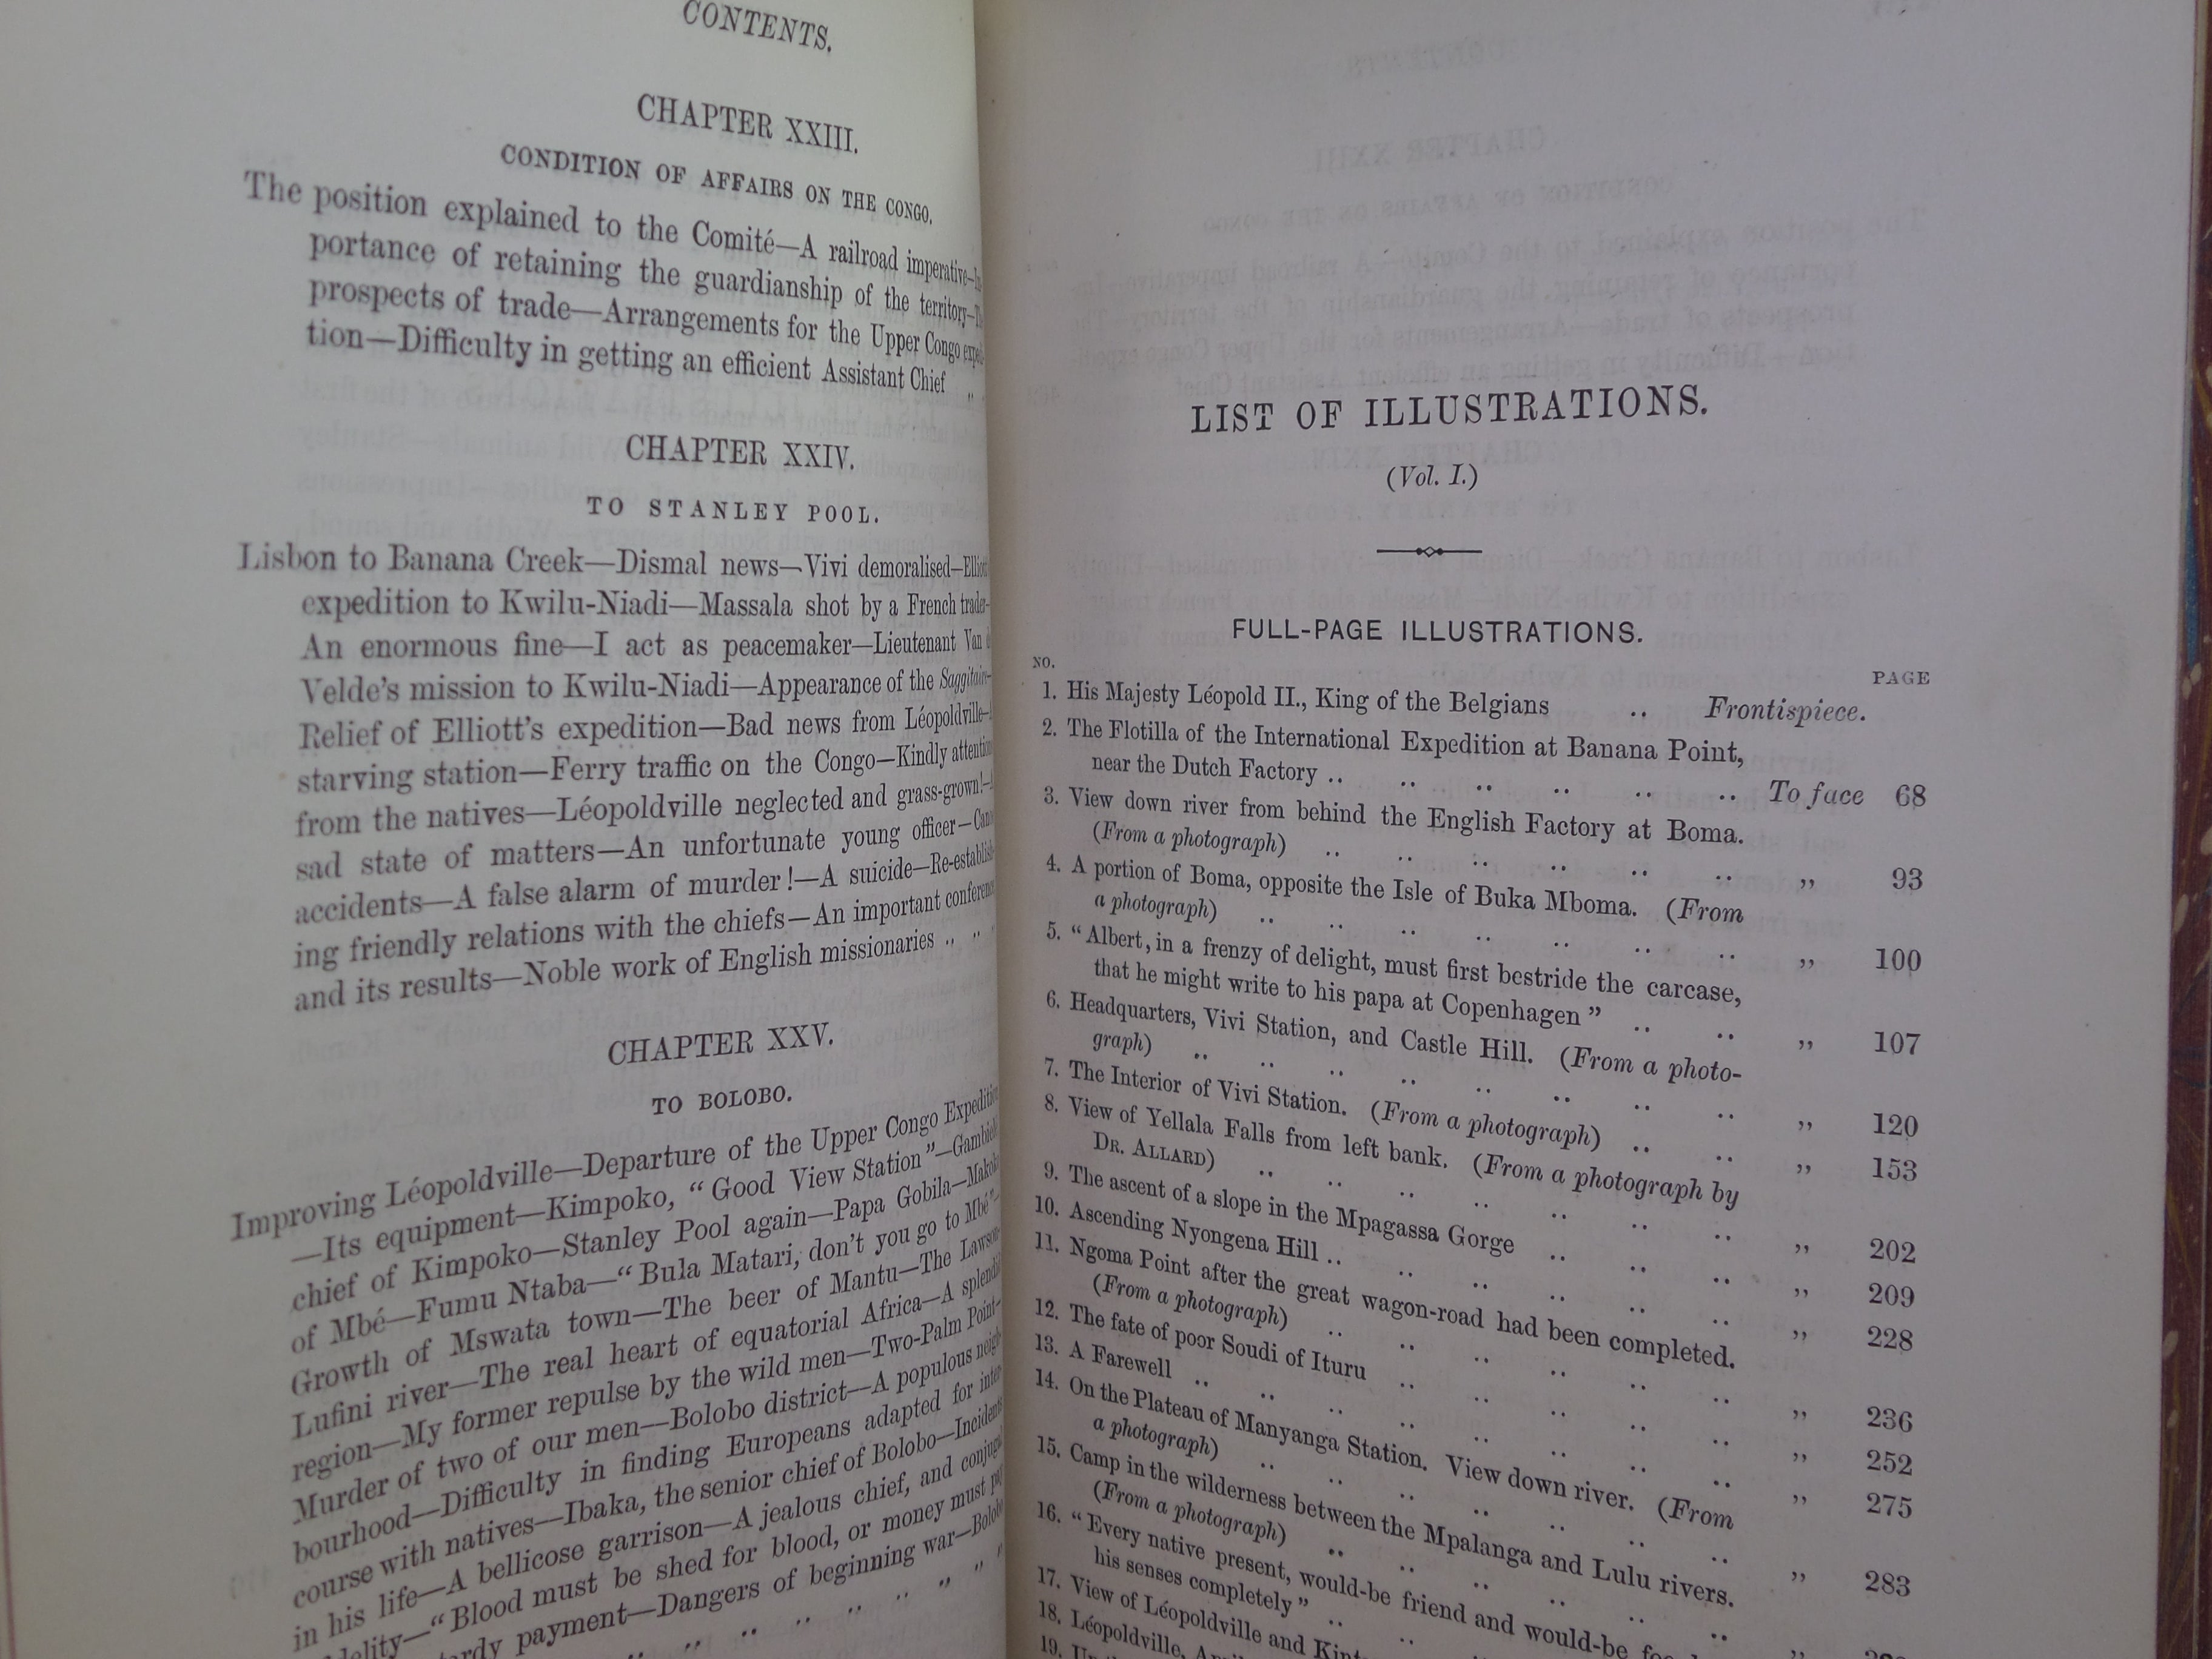 CONTENTS.
CHAPTER XXIII.
CONDITION OF AFFAIRS ON THE CONGO.
The position explained to the Comité—A railroad imperative—
portance of retaining the guardianship of the territory—
prospects of trade—Arrangements for the Upper Congo
tion—Difficulty in getting an efficient Assistant Chief
CHAPTER XXIV.
TO STANLEY POOL.
Lisbon to Banana Creek—Dismal news—Vivi demoralised—
expedition to Kwilu-Niadi—Massala shot by a French trader—
An enormous fine—I act as peacemaker—Lieutenant Van
Velde's mission to Kwilu-Niadi—Appearance of the
Relief of Elliott's expedition—Bad news from Léopoldville—
starving station—Ferry traffic on the Congo—Kindly attention
from the natives—Léopoldville neglected and grass-grown!—
sad state of matters—An unfortunate young officer—
accidents—A false alarm of murder!—A suicide—Re-establish
ing friendly relations with the chiefs—An important conference
and its results—Noble work of English missionaries .. .. 
CHAPTER XXV.
TO BOLOBO.
Improving Léopoldville—Departure of the Upper Congo Expedition
—Its equipment—Kimpoko, “Good View Station”—
chief of Kimpoko—Stanley Pool again—Papa Gobila—
of Mbé—Fumu Ntaba—“Bula Matari, don't you go to Mbé”—
Growth of Mswata town—The beer of Mantu—The
Lufini river—The real heart of equatorial Africa—A
region—My former repulse by the wild men—Two-Palm Point—
Murder of two of our men—Bolobo district—A populous
bourhood—Difficulty in finding Europeans adapted for
course with natives—Ibaka, the senior chief of Bolobo—
in his life—A bellicose garrison—A jealous chief, and
“Blood must be shed for blood, or money must
payment—Dangers of beginning war—
LIST OF ILLUSTRATIONS.
(Vol. I.)
FULL-PAGE ILLUSTRATIONS.
NO. PAGE
1. His Majesty Léopold II., King of the Belgians .. Frontispiece.
2. The Flotilla of the International Expedition at Banana Point,
near the Dutch Factory .. .. .. .. .. .. To face 68
3. View down river from behind the English Factory at Boma.
(From a photograph) .. .. .. .. .. .. „ 93
4. A portion of Boma, opposite the Isle of Buka Mboma. (From
a photograph) .. .. .. .. .. .. .. „ 100
5. “Albert, in a frenzy of delight, must first bestride the carcase,
that he might write to his papa at Copenhagen” .. .. „ 107
6. Headquarters, Vivi Station, and Castle Hill. (From a photo-
graph) .. .. .. .. .. .. .. .. „ 120
7. The Interior of Vivi Station. (From a photograph) .. .. „ 153
8. View of Yellala Falls from left bank. (From a photograph by
DR. ALLARD) .. .. .. .. .. .. .. „ 202
9. The ascent of a slope in the Mpagassa Gorge .. .. .. „ 209
10. Ascending Nyongena Hill .. .. .. .. .. .. „ 228
11. Ngoma Point after the great wagon-road had been completed.
(From a photograph) .. .. .. .. .. .. „ 236
12. The fate of poor Soudi of Ituru .. .. .. .. .. „ 252
13. A Farewell .. .. .. .. .. .. .. .. „ 275
14. On the Plateau of Manyanga Station. View down river. (From
a photograph) .. .. .. .. .. .. .. „ 283
15. Camp in the wilderness between the Mpalanga and Lulu rivers.
(From a photograph) .. .. .. .. .. .. „
16. “Every native present, would-be friend and would-be
his senses completely” ..
17. View of Léopoldville and
18. Léopoldville,
19.